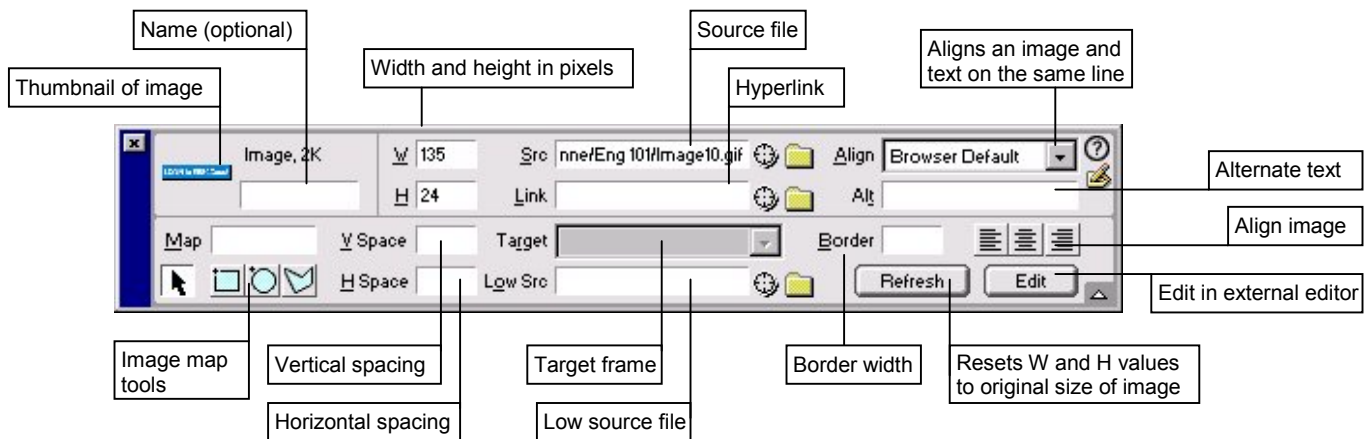 Name (optional)
Source file
Aligns an image and
text on the same line
Width and height in pixels
Thumbnail of image
Hyperlink
Image, 2K
W 135
Src nne/Eng 101/Image10.gif
Align Browser Default
H 24
Link
Alt
Alternate text
Align image
Map
V Space
Target
Border
H Space
Low Src
Refresh
Edit
Edit in external editor
Image map
tools
Vertical spacing
Target frame
Border width
Resets W and H values
to original size of image
Horizontal spacing
Low source file